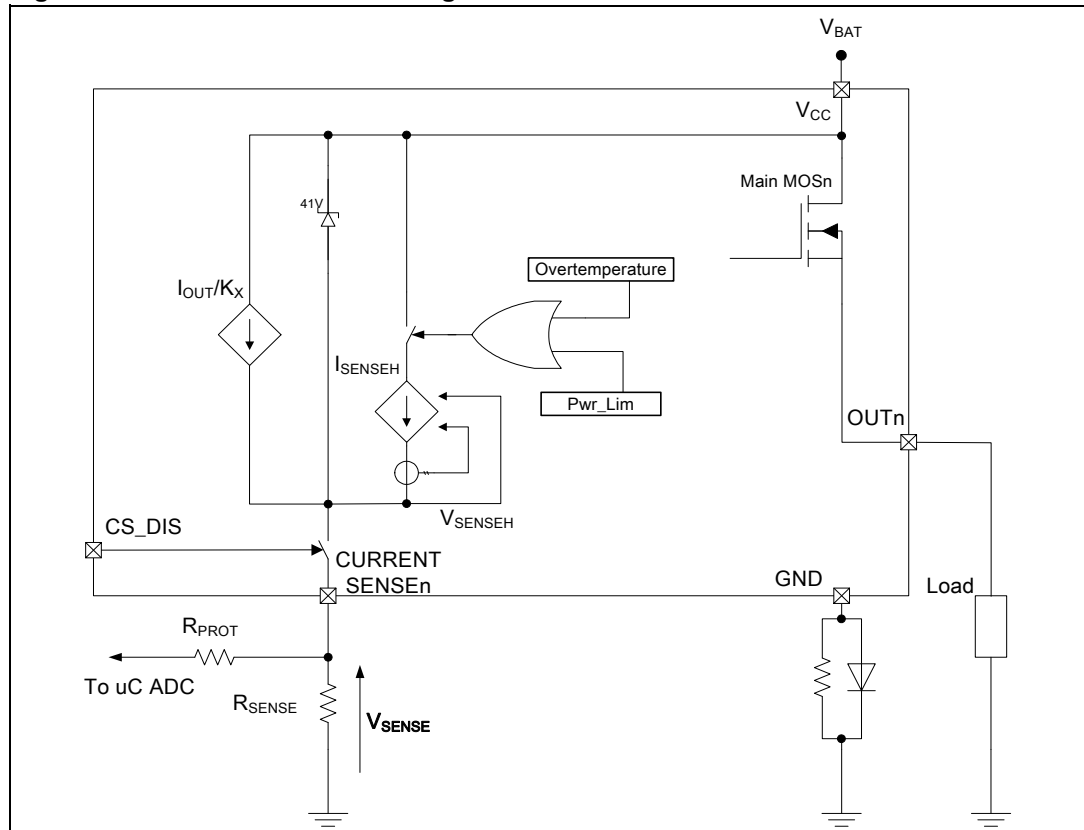 V_BAT
V_CC
Main MOSn
41V
Overtemperature
I_OUT/K_X
I_SENSEH
Pwr_Lim
OUTn
V_SENSEH
CS_DIS
CURRENT
SENSEn
GND
Load
R_PROT
To uC ADC
R_SENSE
V_SENSE